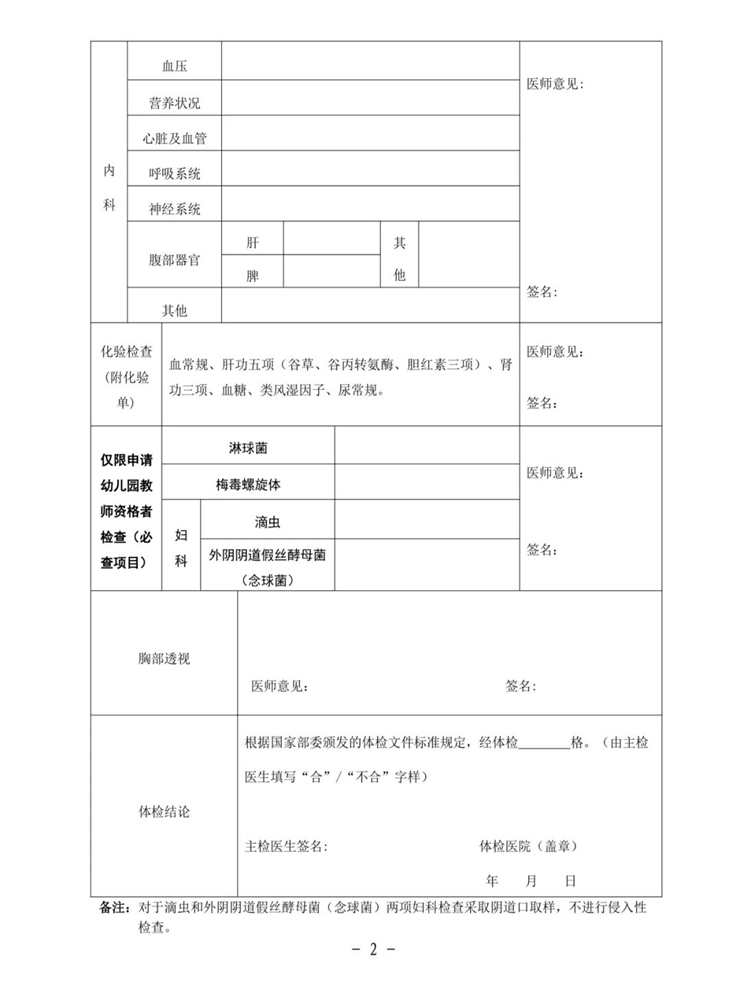 内
科
血压
营养状况
心脏及血管
呼吸系统
神经系统
腹部器官
肝
脾
其
他
其他
医师意见:
签名:
化验检查
(附化验
单)
血常规、肝功五项（谷草、谷丙转氨酶、胆红素三项）、肾
功三项、血糖、类风湿因子、尿常规。
医师意见:
签名:
仅限申请
幼儿园教
师资格者
检查（必
查项目）
淋球菌
梅毒螺旋体
妇
科
滴虫
外阴阴道假丝酵母菌
（念球菌）
医师意见:
签名:
胸部透视
医师意见: 签名:
体检结论
根据国家部委颁发的体检文件标准规定，经体检_______格。（由主检
医生填写“合”/“不合”字样）
主检医生签名: 体检医院（盖章）
年 月 日
备注: 对于滴虫和外阴阴道假丝酵母菌（念球菌）两项妇科检查采取阴道口取样，不进行侵入性
检查。
— 2 —